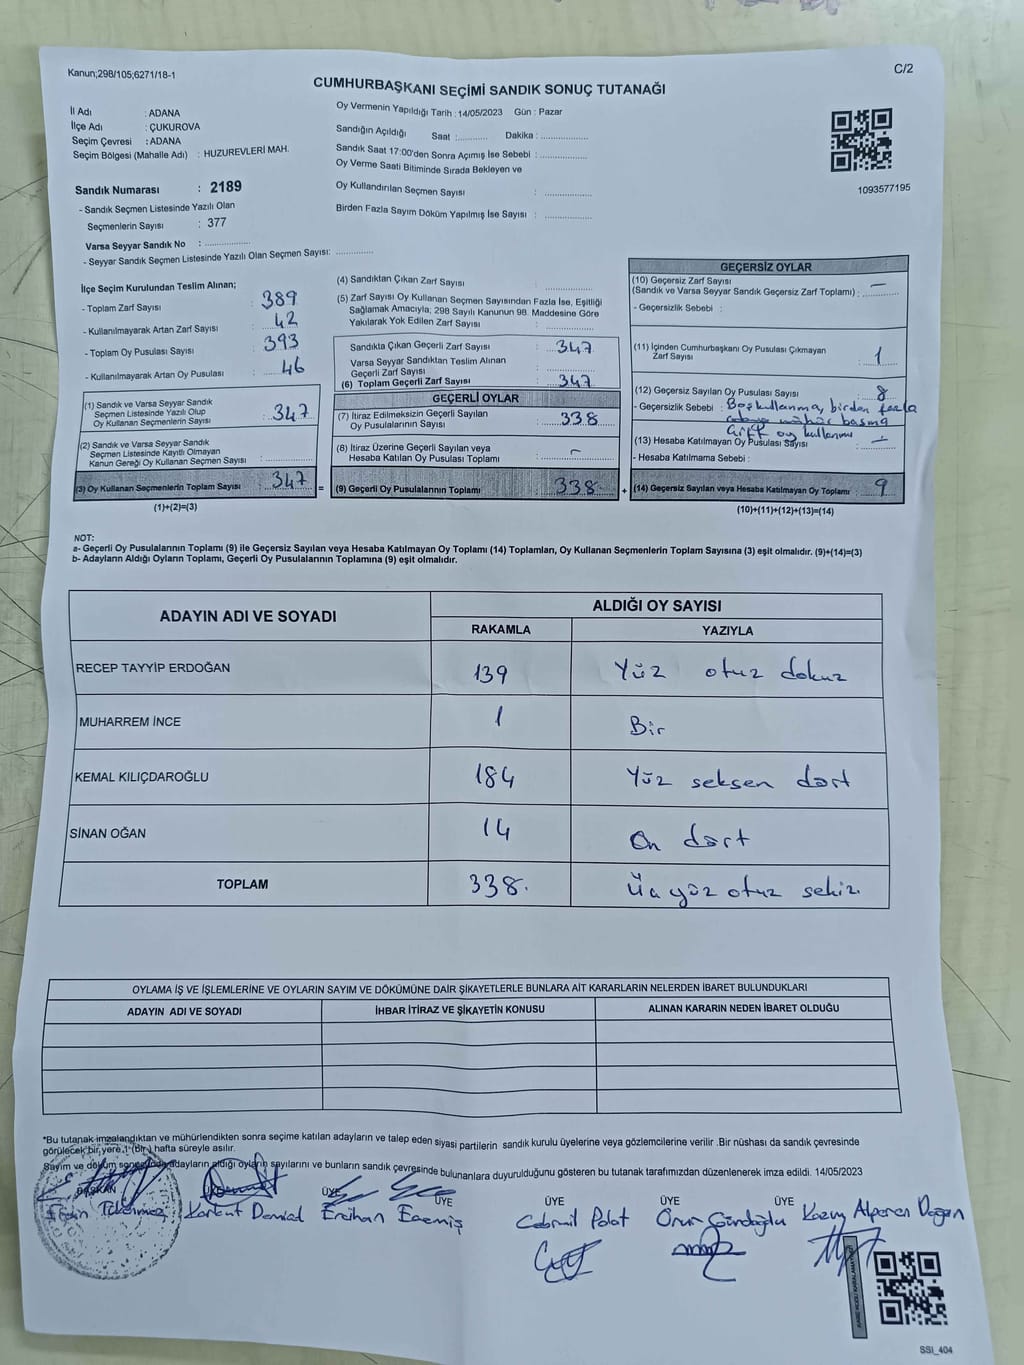 Kanun;298/105;6271/18-1
C/2
CUMHURBAŞKANI SEÇİMİ SANDIK SONUÇ TUTANAĞI
İl Adı : ADANA
İlçe Adı : ÇUKUROVA
Seçim Çevresi : ADANA
Seçim Bölgesi (Mahalle Adı) : HUZUREVLERİ MAH.
Sandık Numarası : 2189
- Sandık Seçmen Listesinde Yazılı Olan
Seçmenlerin Sayısı : 377
Varsa Seyyar Sandık No : ..............
- Seyyar Sandık Seçmen Listesinde Yazılı Olan Seçmen Sayısı: ..............
Oy Vermenin Yapıldığı Tarih : 14/05/2023 Gün : Pazar
Sandığın Açıldığı Saat :........... Dakika : ..............
Sandık Saat 17:00'den Sonra Açımış İse Sebebi : ..............
Oy Verme Saati Bitiminde Sırada Bekleyen ve
Oy Kullandırılan Seçmen Sayısı : ..............
Birden Fazla Sayım Döküm Yapılmış İse Sayısı : ..............
1093577195
İlçe Seçim Kurulundan Teslim Alınan;
- Toplam Zarf Sayısı : 389
- Kullanılmayarak Artan Zarf Sayısı : 42
- Toplam Oy Pusulası Sayısı : 393
- Kullanılmayarak Artan Oy Pusulası : 46
(1) Sandık ve Varsa Seyyar Sandık
Seçmen Listesinde Yazılı Olup
Oy Kullanan Seçmenlerin Sayısı : 347
(2) Sandık ve Varsa Seyyar Sandık
Seçmen Listesinde Kayıtlı Olmayan
Kanun Gereği Oy Kullanan Seçmen Sayısı : ..............
(3) Oy Kullanan Seçmenlerin Toplam Sayısı : 347 =
(1)+(2)=(3)
(4) Sandıktan Çıkan Zarf Sayısı : ..............
(5) Zarf Sayısı Oy Kullanan Seçmen Sayısından Fazla İse, Eşitliği
Sağlamak Amacıyla; 298 Sayılı Kanunun 98. Maddesine Göre
Yakılarak Yok Edilen Zarf Sayısı : ..............
Sandıkta Çıkan Geçerli Zarf Sayısı : 347
Varsa Seyyar Sandıktan Teslim Alınan
Geçerli Zarf Sayısı : ..............
(6) Toplam Geçerli Zarf Sayısı : 347
GEÇERLİ OYLAR
(7) İtiraz Edilmeksizin Geçerli Sayılan
Oy Pusulalarının Sayısı : 338
(8) İtiraz Üzerine Geçerli Sayılan veya
Hesaba Katılan Oy Pusulası Toplamı : -
(9) Geçerli Oy Pusulalarının Toplamı : 338 +
GEÇERSİZ OYLAR
(10) Geçersiz Zarf Sayısı
(Sandık ve Varsa Seyyar Sandık Geçersiz Zarf Toplamı) : -
- Geçersizlik Sebebi :
(11) İçinden Cumhurbaşkanı Oy Pusulası Çıkmayan
Zarf Sayısı : 1
(12) Geçersiz Sayılan Oy Pusulası Sayısı : 8
- Geçersizlik Sebebi : Boş kullanma, birden fazla
mühür basma
Çift oy kullanımı
(13) Hesaba Katılmayan Oy Pusulası Sayısı : -
- Hesaba Katılmama Sebebi :
(14) Geçersiz Sayılan veya Hesaba Katılmayan Oy Toplamı : 9
(10)+(11)+(12)+(13)=(14)
NOT:
a- Geçerli Oy Pusulalarının Toplamı (9) ile Geçersiz Sayılan veya Hesaba Katılmayan Oy Toplamı (14) Toplamları, Oy Kullanan Seçmenlerin Toplam Sayısına (3) eşit olmalıdır. (9)+(14)=(3)
b- Adayların Aldığı Oyların Toplamı, Geçerli Oy Pusulalarının Toplamına (9) eşit olmalıdır.
ADAYIN ADI VE SOYADI ALDIĞI OY SAYISI
RAKAMLA YAZIYLA
RECEP TAYYİP ERDOĞAN 139 Yüz otuz dokuz
MUHARREM İNCE 1 Bir
KEMAL KILIÇDAROĞLU 184 Yüz seksen dört
SİNAN OĞAN 14 On dört
TOPLAM 338. Üç yüz otuz sekiz
OYLAMA İŞ VE İŞLEMLERİNE VE OYLARIN SAYIM VE DÖKÜMÜNE DAİR ŞİKAYETLERLE BUNLARA AİT KARARLARIN NELERDEN İBARET BULUNDUKLARI
ADAYIN ADI VE SOYADI İHBAR İTİRAZ VE ŞİKAYETİN KONUSU ALINAN KARARIN NEDEN İBARET OLDUĞU
*Bu tutanak imzalandıktan ve mühürlendikten sonra seçime katılan adayların ve talep eden siyasi partilerin sandık kurulu üyelerine veya gözlemcilerine verilir .Bir nüshası da sandık çevresinde
görülecek bir yere 1 (bir) hafta süreyle asılır.
Sayım ve döküm sonucunda adayların aldığı oyların sayılarını ve bunların sandık çevresinde bulunanlara duyurulduğunu gösteren bu tutanak tarafımızdan düzenlenerek imza edildi. 14/05/2023
BAŞKAN ÜYE ÜYE ÜYE ÜYE ÜYE
Korkut Demiad Ercihan Ecemiş Cebrail Polat Onur Gürdoğlu Kazım Alperen Doğan
SSI_404